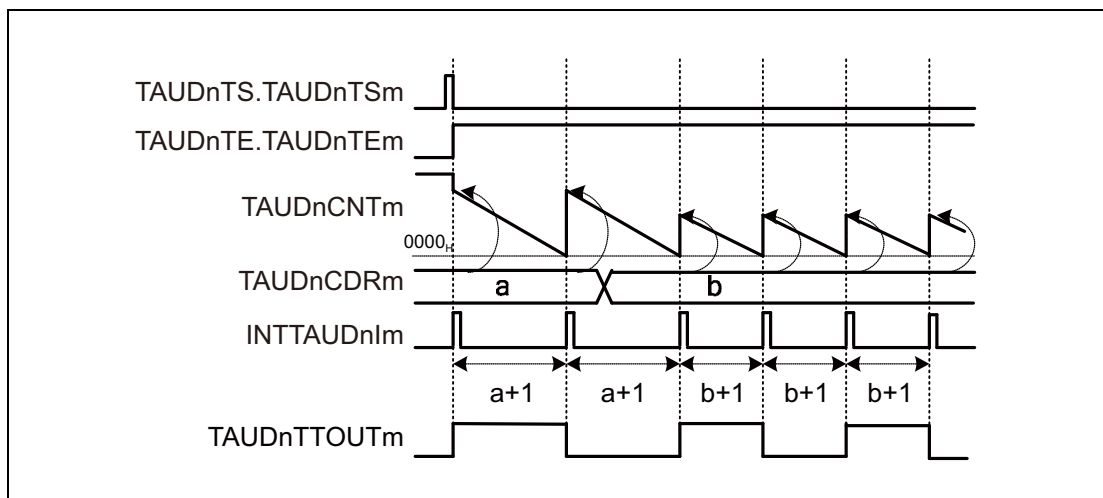 TAUDnTS.TAUDnTSm
TAUDnTE.TAUDnTEm
TAUDnCNTm
0000H
TAUDnCDRm
a
b
INTTAUDnIm
a+1
a+1
b+1
b+1
b+1
TAUDnTTOUTm